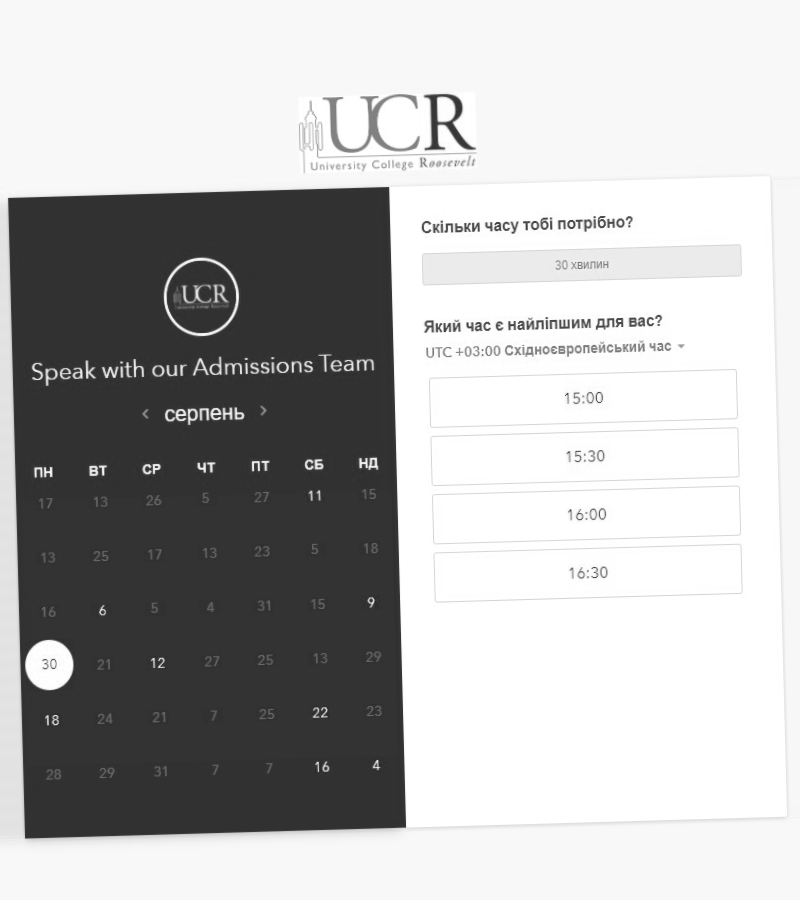 UCR
University College Roosevelt
UCR
Speak with our Admissions Team
серпень
ПН ВТ СР ЧТ ПТ СБ НД
17 13 26 5 27 11 15
13 25 17 13 23 5 18
16 6 5 4 31 15 9
30 21 12 27 25 13 29
18 24 21 7 25 22 23
28 29 31 7 7 16 4
Скільки часу тобі потрібно?
30 хвилин
Який час є найліпшим для вас?
UTC +03:00 Східноєвропейський час
15:00
15:30
16:00
16:30